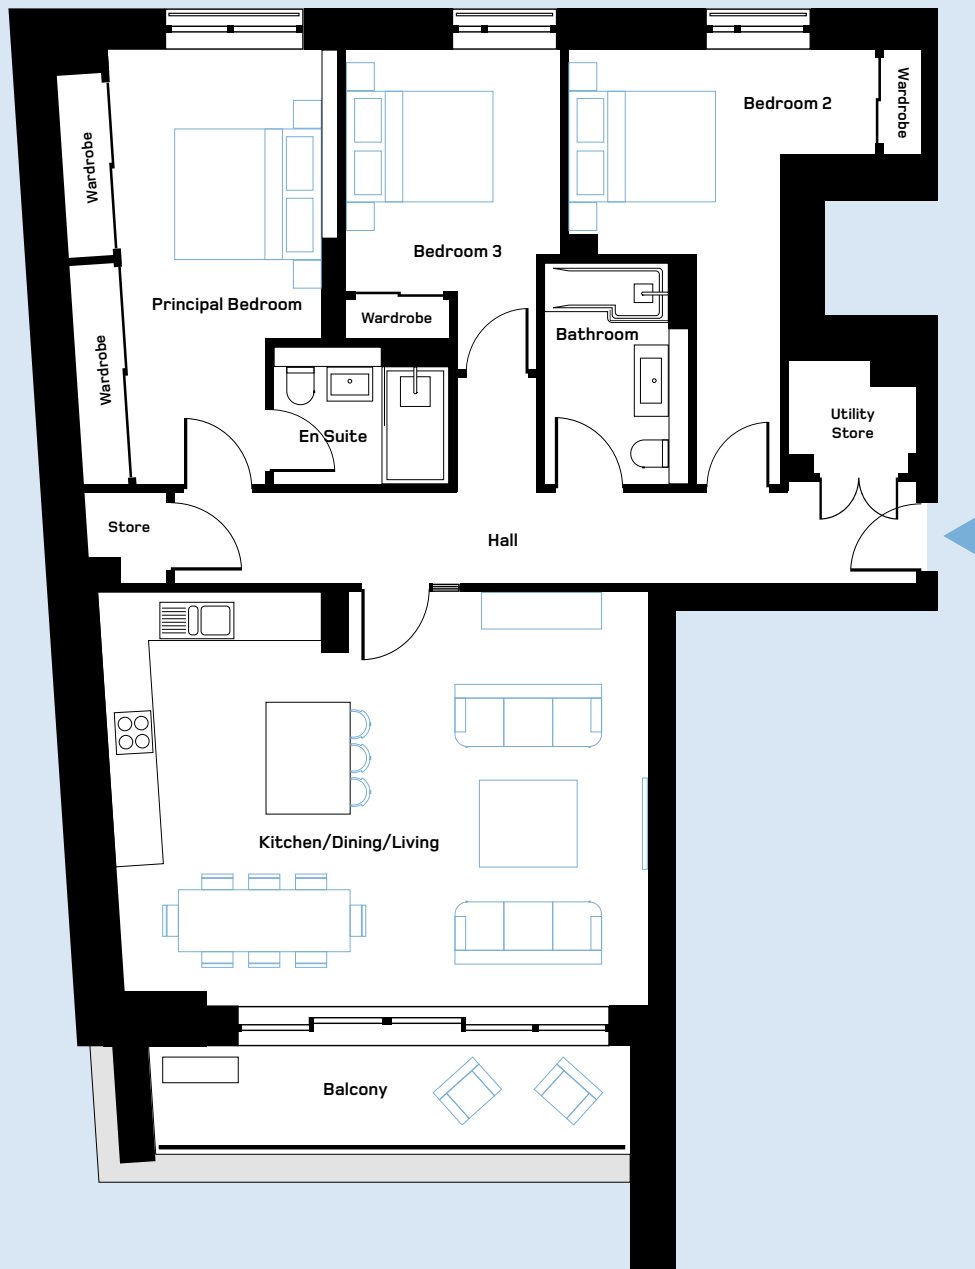 Bedroom 2
Wardrobe
Wardrobe
Bedroom 3
Principal Bedroom
Wardrobe
Bathroom
Wardrobe
Utility
Store
En Suite
Store
Hall
Kitchen/Dining/Living
Balcony